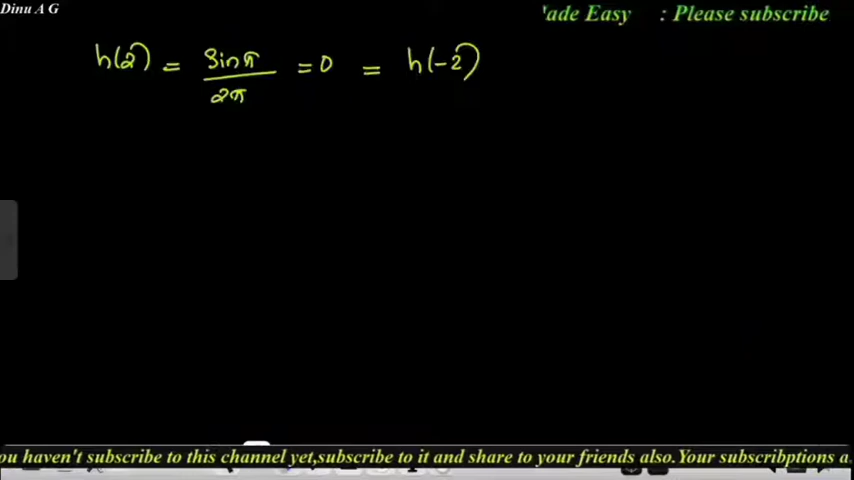 Dinu A G
'ade Easy : Please subscribe
h(2) = sinπ/2π = 0 = h(-2)
ou haven't subscribe to this channel yet,subscribe to it and share to your friends also.Your subscribptions a